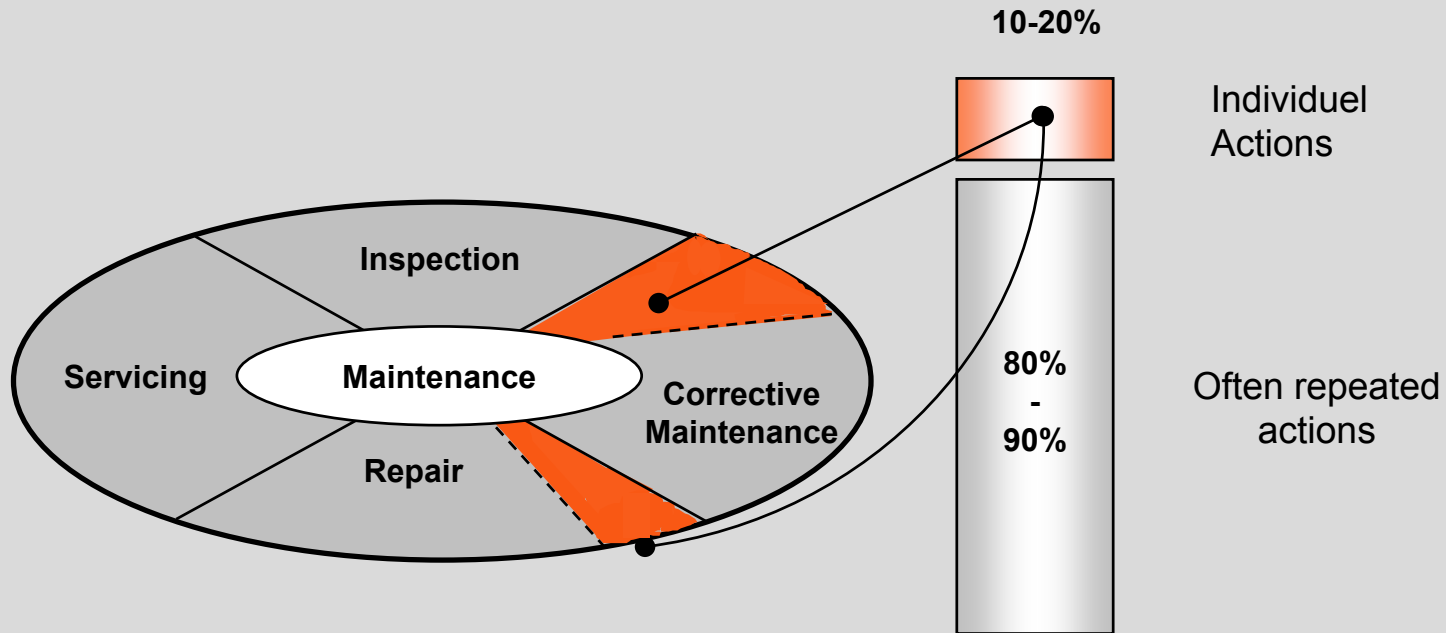 10-20%
Individuel
Actions
Inspection
Servicing
Maintenance
Corrective
Maintenance
Repair
80%
-
90%
Often repeated
actions